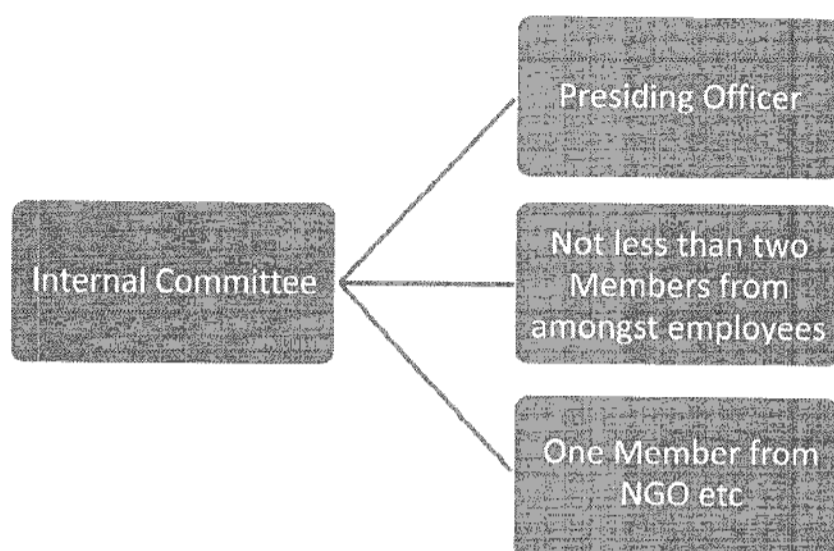 Internal Committee
Presiding Officer
Not less than two
Members from
amongst employees
One Member from
NGO etc